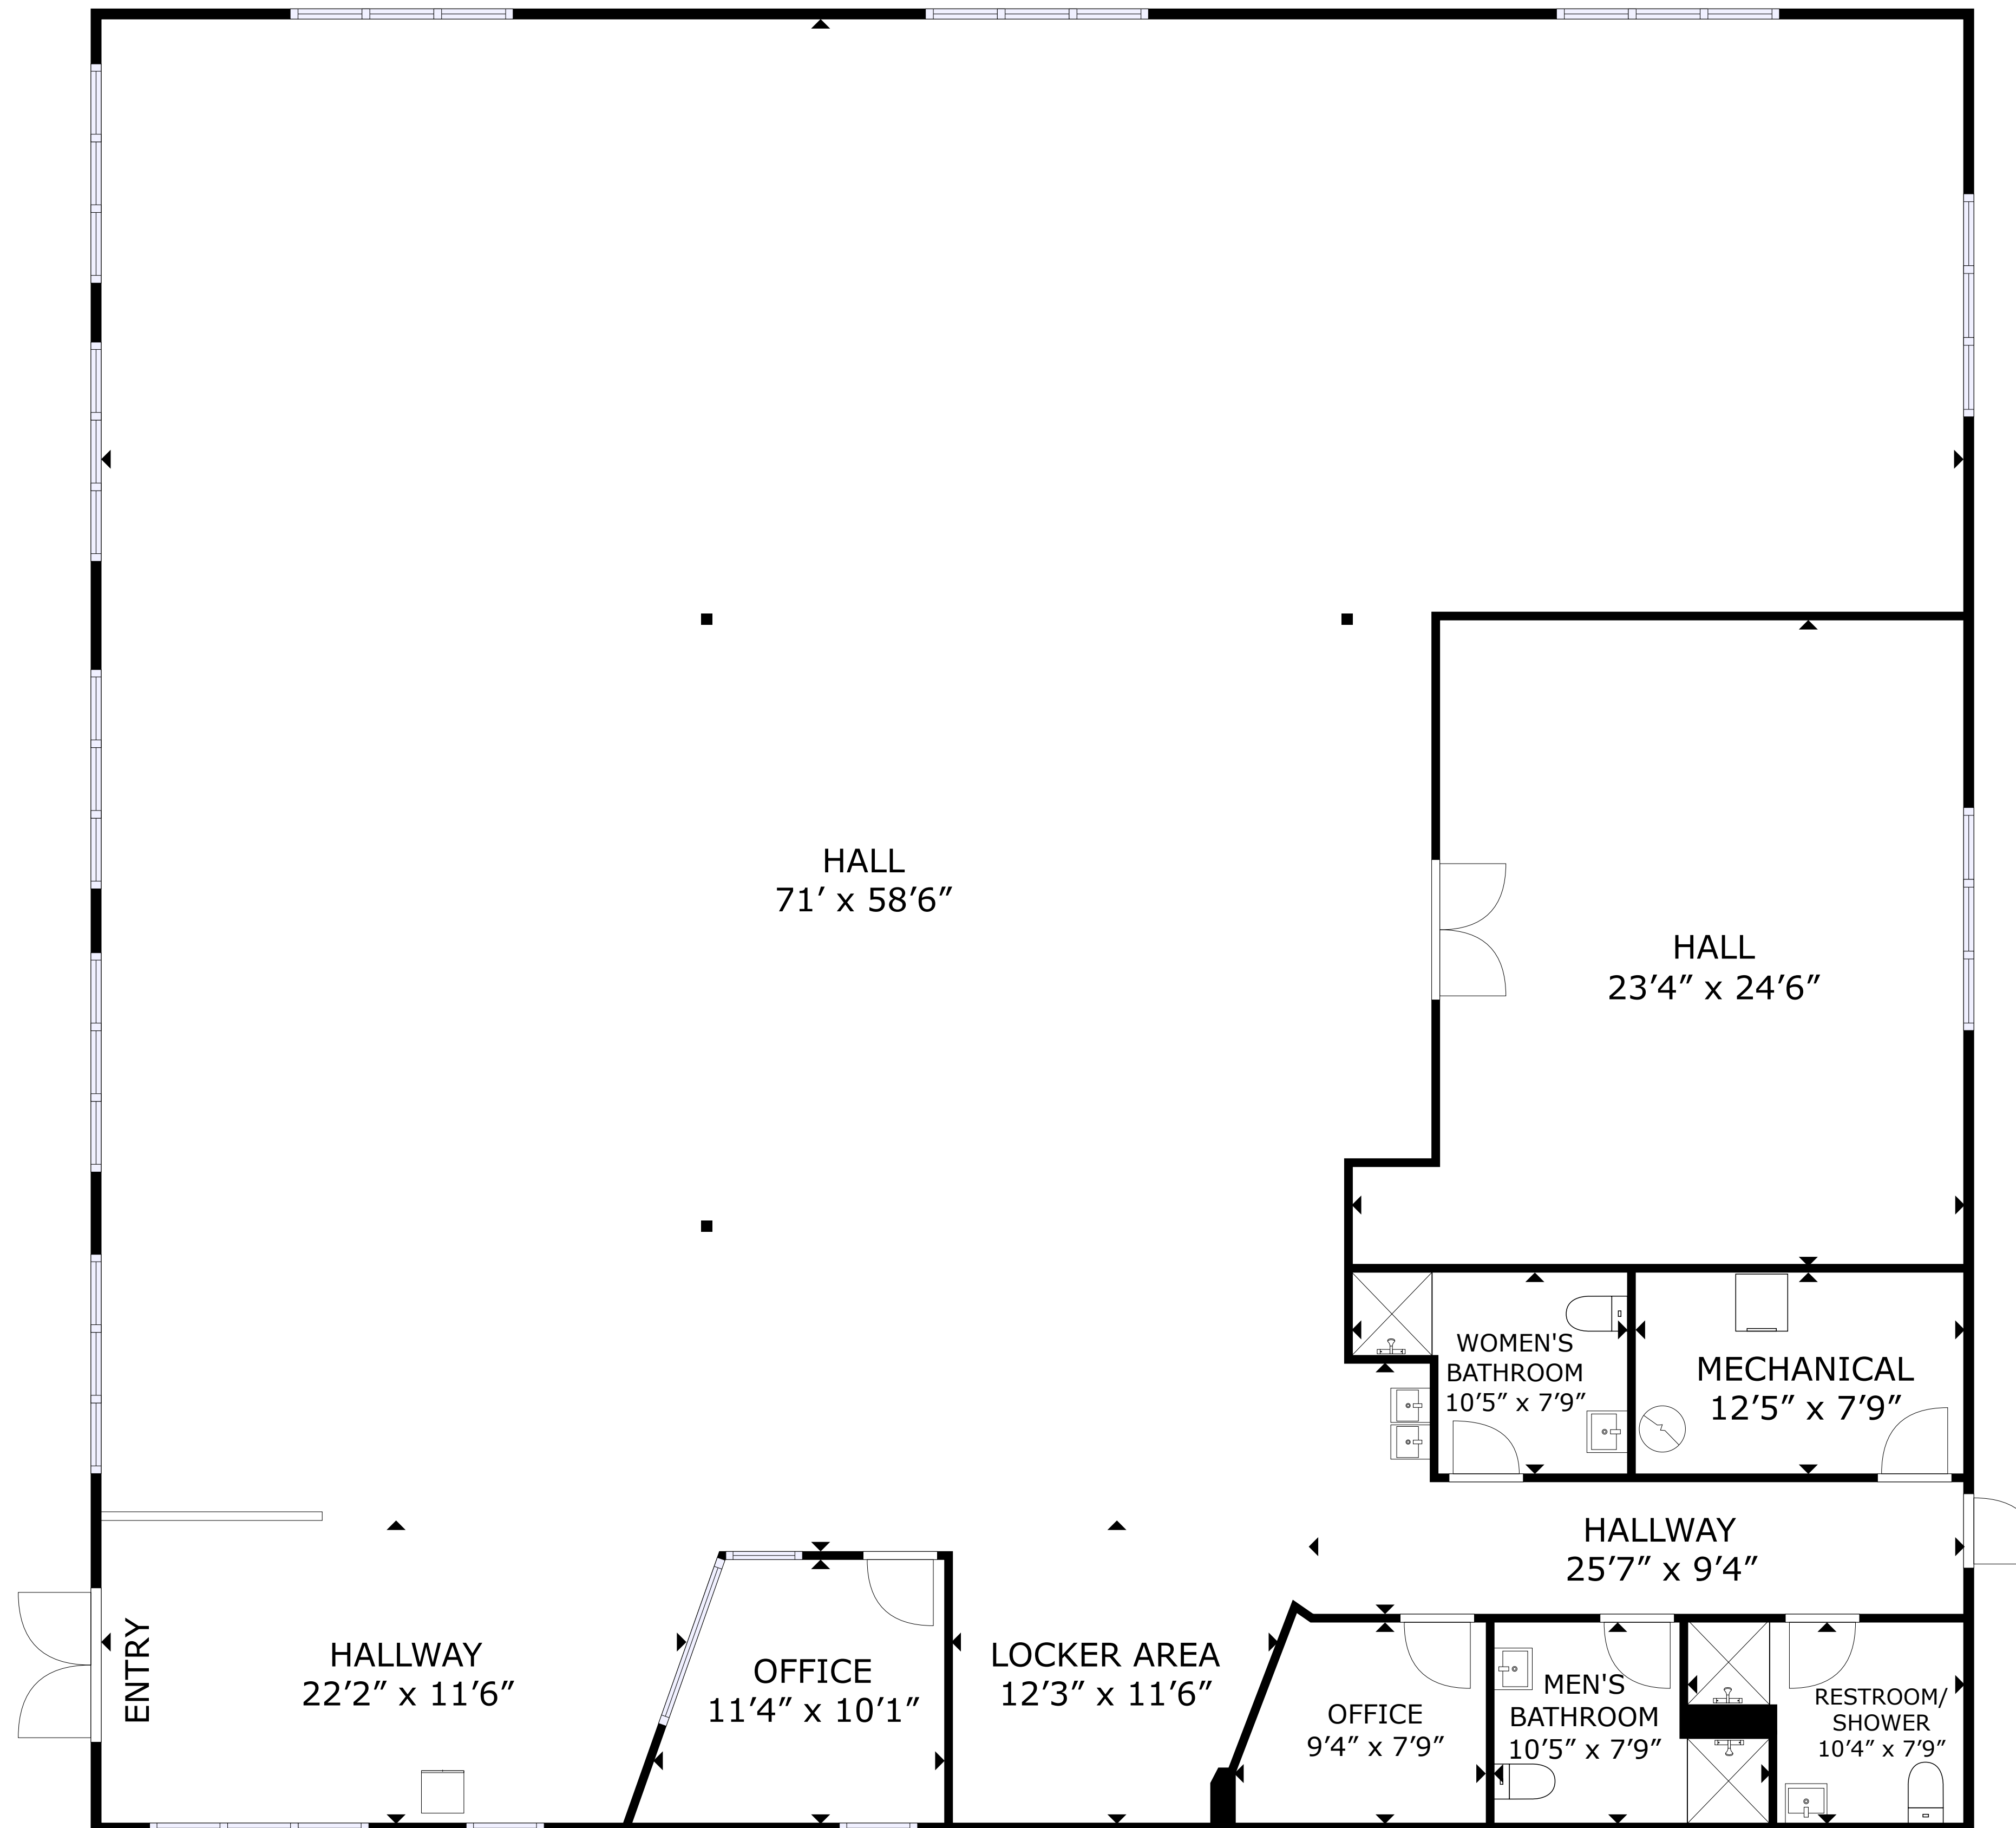 HALL
71′ x 58′6″
HALL
23′4″ x 24′6″
WOMEN'S
BATHROOM
10′5″ x 7′9″
MECHANICAL
12′5″ x 7′9″
HALLWAY
25′7″ x 9′4″
ENTRY
HALLWAY
22′2″ x 11′6″
OFFICE
11′4″ x 10′1″
LOCKER AREA
12′3″ x 11′6″
OFFICE
9′4″ x 7′9″
MEN'S
BATHROOM
10′5″ x 7′9″
RESTROOM/
SHOWER
10′4″ x 7′9″